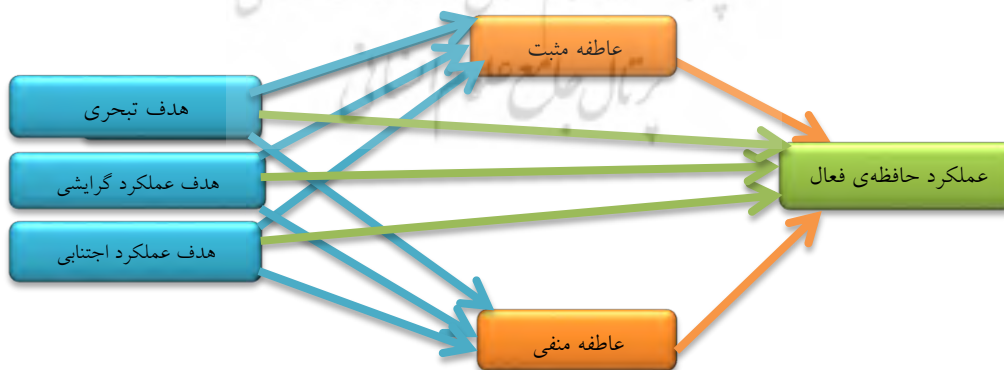 عاطفه مثبت
هدف تبحری
عملکرد حافظه‌ی فعال
هدف عملکرد گرایشی
هدف عملکرد اجتنابی
عاطفه منفی